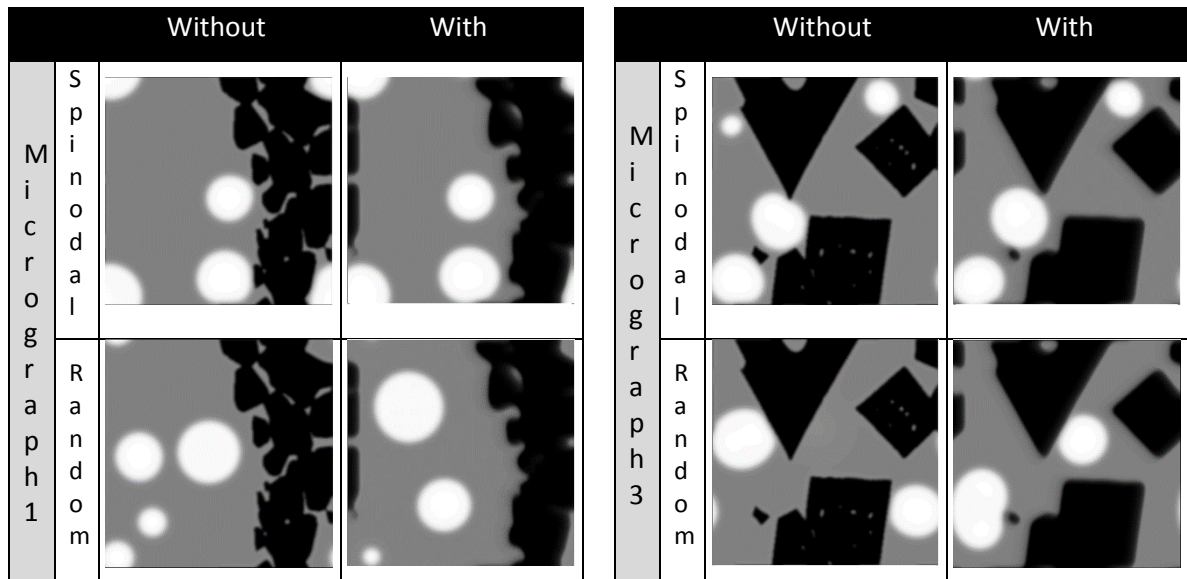 Without With
Micrograph1
Spinodal
Random
Without With
Micrograph3
Spinodal
Random